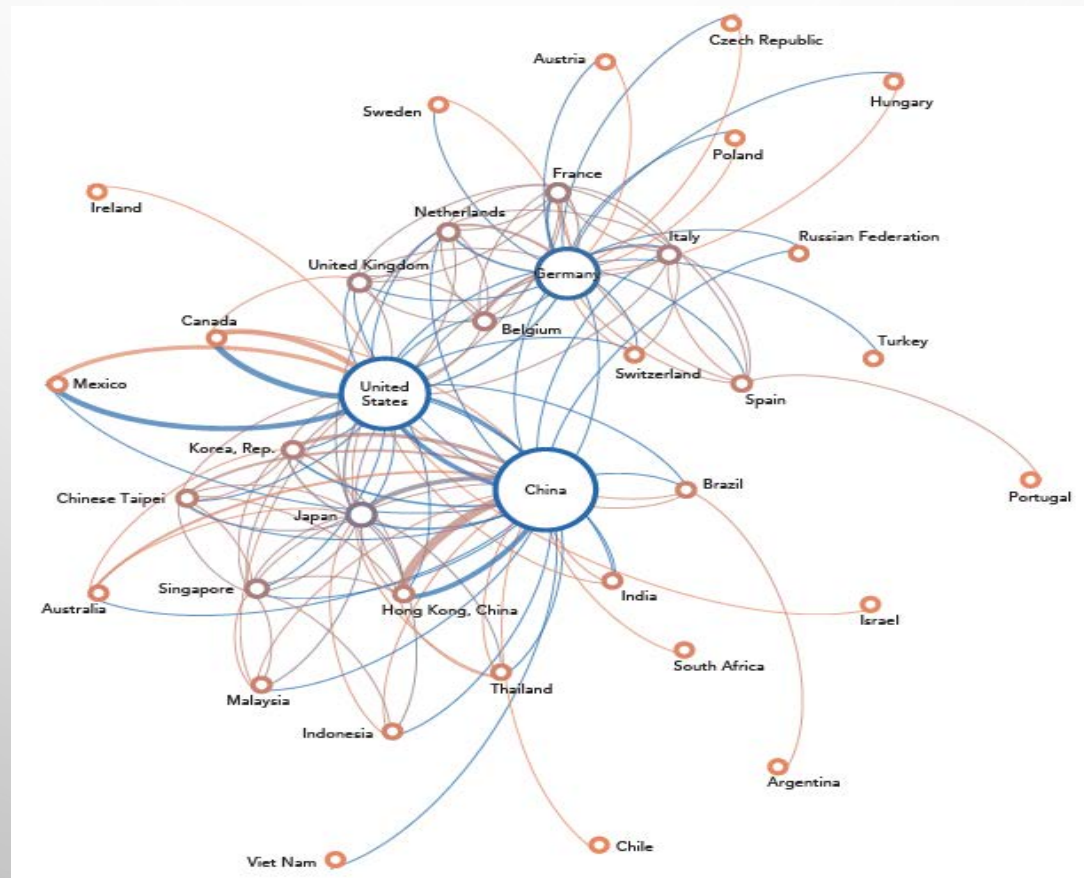 Czech Republic
Austria
Hungary
Sweden
Poland
France
Ireland
Netherlands
Italy
Russian Federation
United Kingdom
Germany
Canada
Belgium
Turkey
Switzerland
Mexico
United
States
Spain
Korea, Rep.
China
Brazil
Chinese Taipei
Portugal
Japan
Singapore
India
Australia
Hong Kong, China
Israel
South Africa
Thailand
Malaysia
Indonesia
Argentina
Chile
Viet Nam